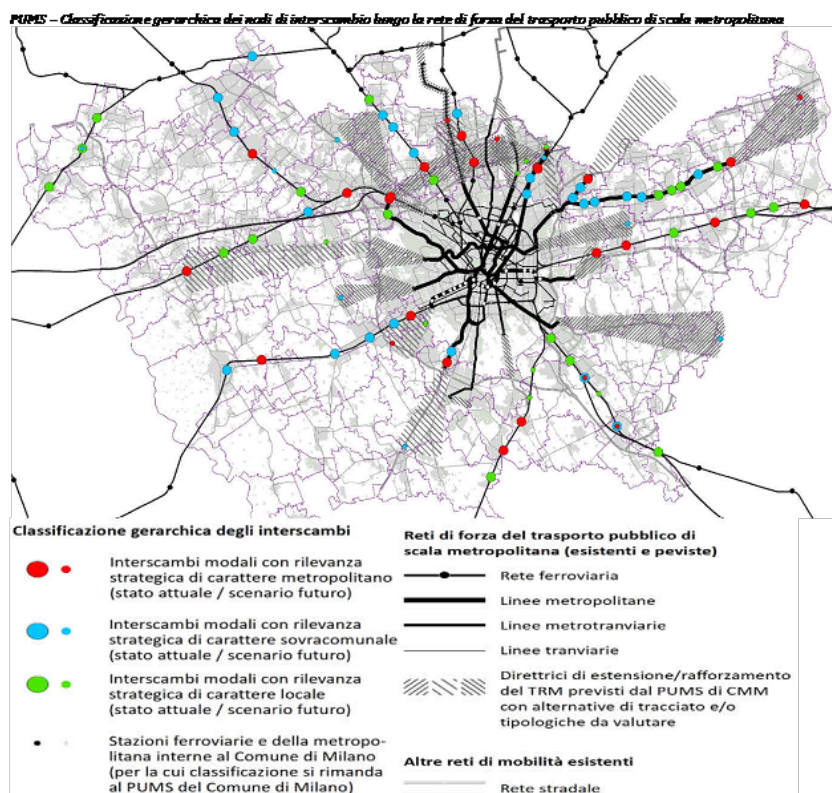 PUMS – Classificazione gerarchica dei nodi di interscambio lungo la rete di forza del trasporto pubblico di scala metropolitana
Classificazione gerarchica degli interscambi
Interscambi modali con rilevanza
strategica di carattere metropolitano
(stato attuale / scenario futuro)
Interscambi modali con rilevanza
strategica di carattere sovracomunale
(stato attuale / scenario futuro)
Interscambi modali con rilevanza
strategica di carattere locale
(stato attuale / scenario futuro)
Stazioni ferroviarie e della metropo-
litana interne al Comune di Milano
(per la cui classificazione si rimanda
al PUMS del Comune di Milano)
Reti di forza del trasporto pubblico di
scala metropolitana (esistenti e peviste)
Rete ferroviaria
Linee metropolitane
Linee metrotranviarie
Linee tranviarie
Direttrici di estensione/rafforzamento
del TRM previsti dal PUMS di CMM
con alternative di tracciato e/o
tipologiche da valutare
Altre reti di mobilità esistenti
Rete stradale